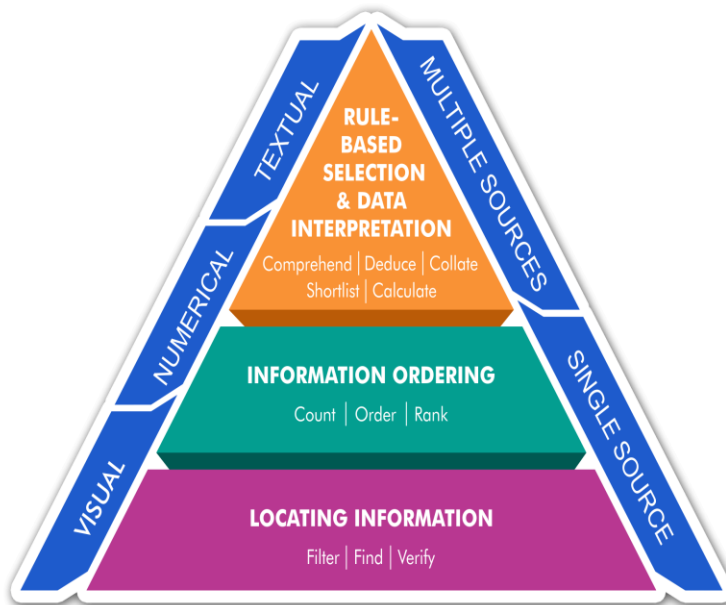 TEXTUAL
MULTIPLE SOURCES
RULE-
BASED
SELECTION
& DATA
INTERPRETATION
Comprehend | Deduce | Collate
Shortlist | Calculate
NUMERICAL
INFORMATION ORDERING
Count | Order | Rank
SINGLE SOURCE
VISUAL
LOCATING INFORMATION
Filter | Find | Verify